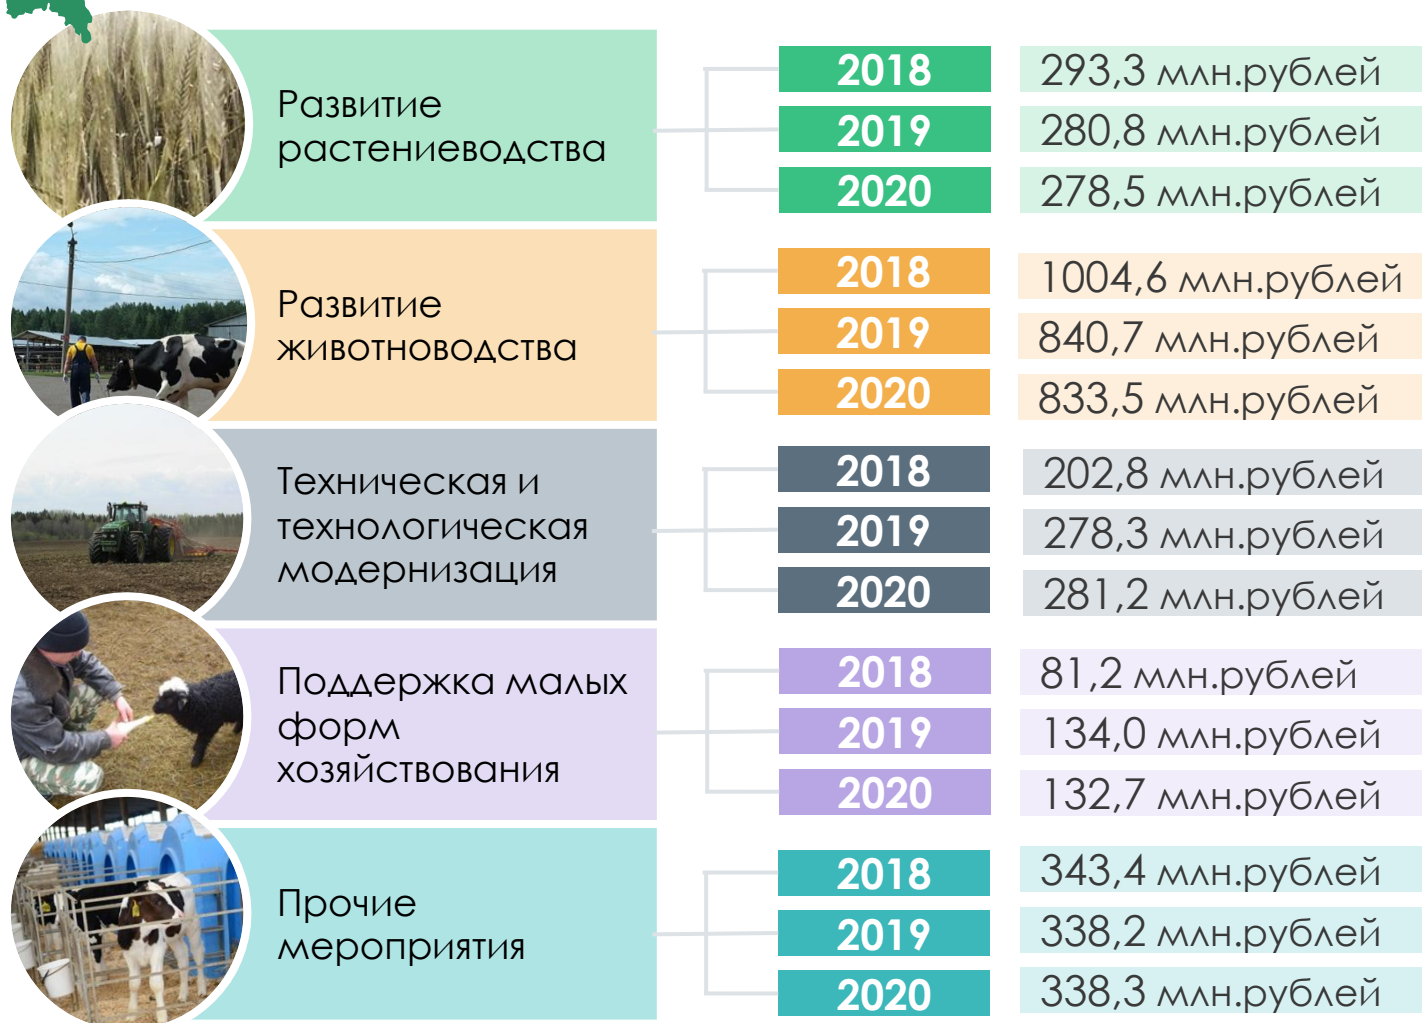 Развитие
растениеводства
2018
293,3 млн.рублей
2019
280,8 млн.рублей
2020
278,5 млн.рублей
Развитие
животноводства
2018
1004,6 млн.рублей
2019
840,7 млн.рублей
2020
833,5 млн.рублей
Техническая и
технологическая
модернизация
2018
202,8 млн.рублей
2019
278,3 млн.рублей
2020
281,2 млн.рублей
Поддержка малых
форм
хозяйствования
2018
81,2 млн.рублей
2019
134,0 млн.рублей
2020
132,7 млн.рублей
Прочие
мероприятия
2018
343,4 млн.рублей
2019
338,2 млн.рублей
2020
338,3 млн.рублей